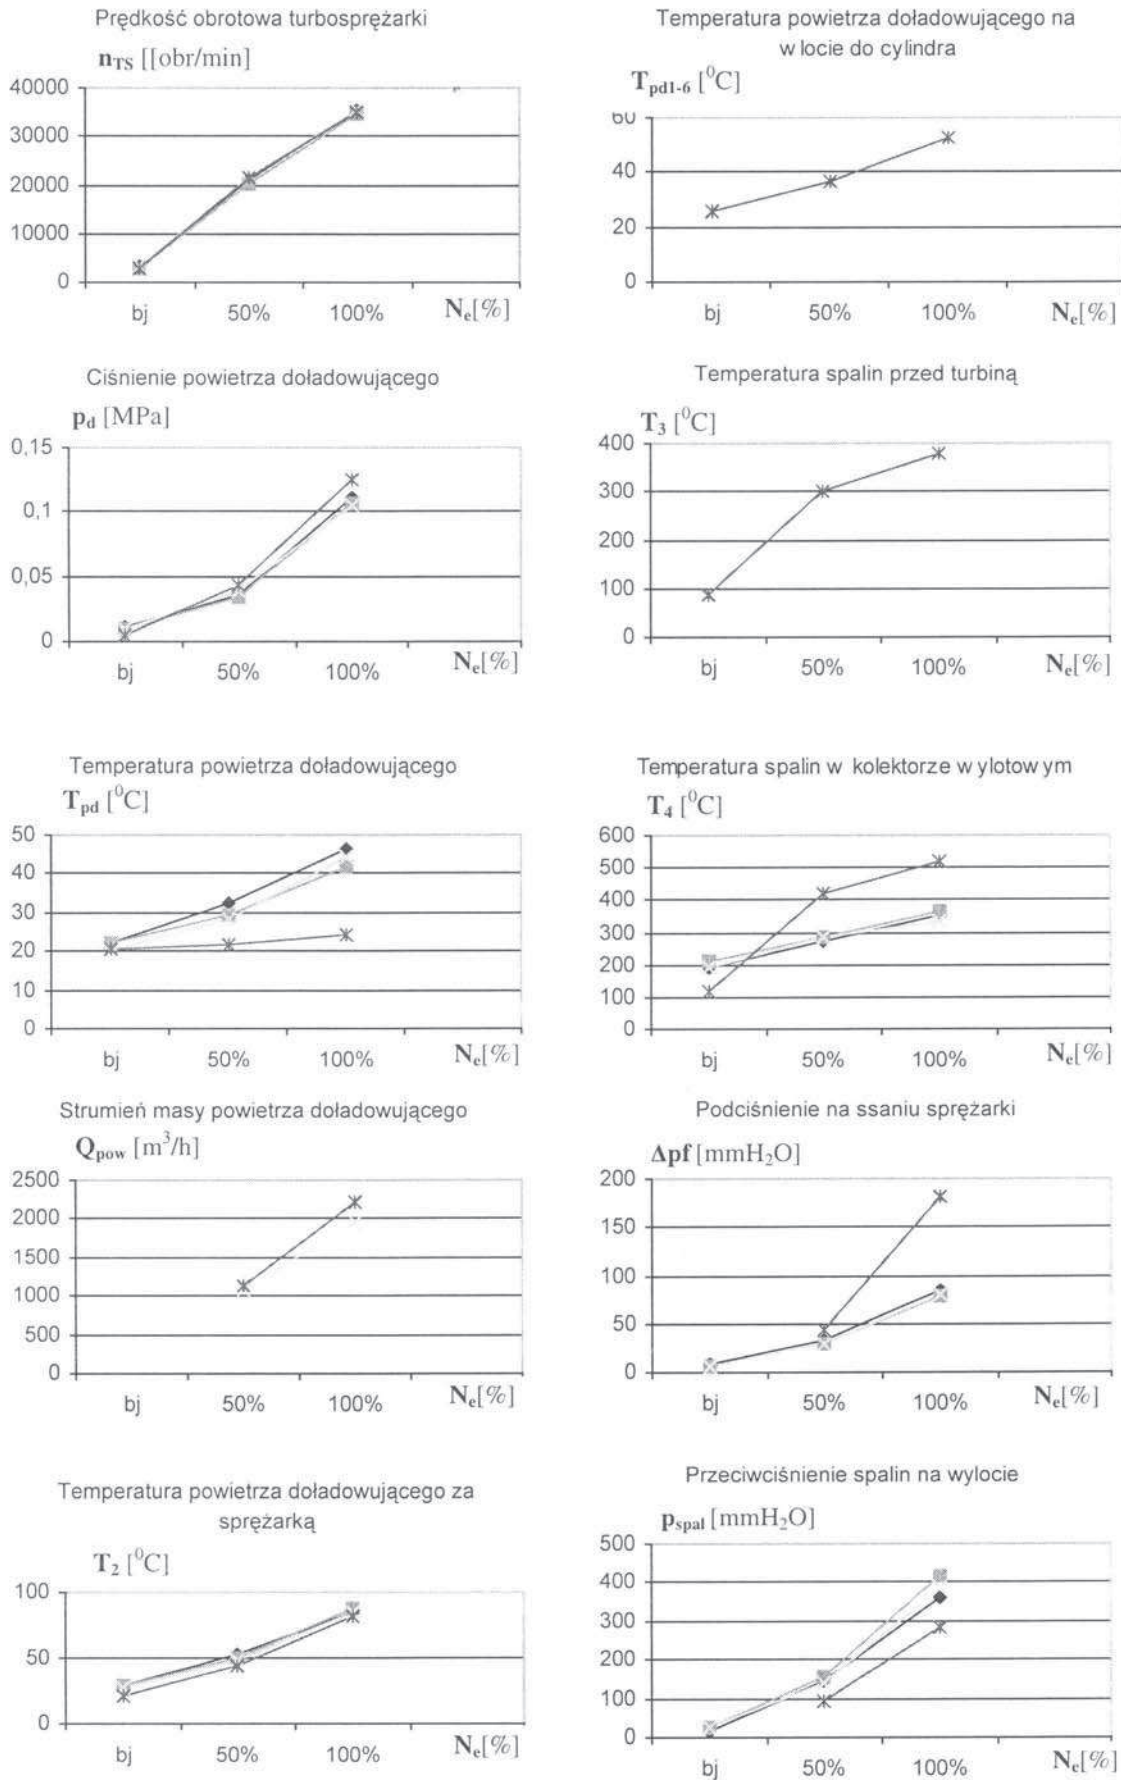 Prędkość obrotowa turbosprężarki
n_TS [[obr/min]
40000
30000
20000
10000
0
bj 50% 100% N_e[%]
Temperatura powietrza doładowującego na
w locie do cylindra
T_pd1-6 [⁰C]
60
40
20
0
bj 50% 100% N_e[%]
Ciśnienie powietrza doładowującego
p_d [MPa]
0,15
0,1
0,05
0
bj 50% 100% N_e[%]
Temperatura spalin przed turbiną
T_3 [⁰C]
400
300
200
100
0
bj 50% 100% N_e[%]
Temperatura powietrza doładowującego
T_pd [⁰C]
50
40
30
20
10
0
bj 50% 100% N_e[%]
Temperatura spalin w kolektorze w ylotow ym
T_4 [⁰C]
600
500
400
300
200
100
0
bj 50% 100% N_e[%]
Strumień masy powietrza doładowującego
Q_pow [m³/h]
2500
2000
1500
1000
500
0
bj 50% 100% N_e[%]
Podciśnienie na ssaniu sprężarki
Δpf [mmH₂O]
200
150
100
50
0
bj 50% 100% N_e[%]
Temperatura powietrza doładowującego za
sprężarką
T_2 [⁰C]
100
50
0
bj 50% 100% N_e[%]
Przeciwciśnienie spalin na wylocie
p_spal [mmH₂O]
500
400
300
200
100
0
bj 50% 100% N_e[%]